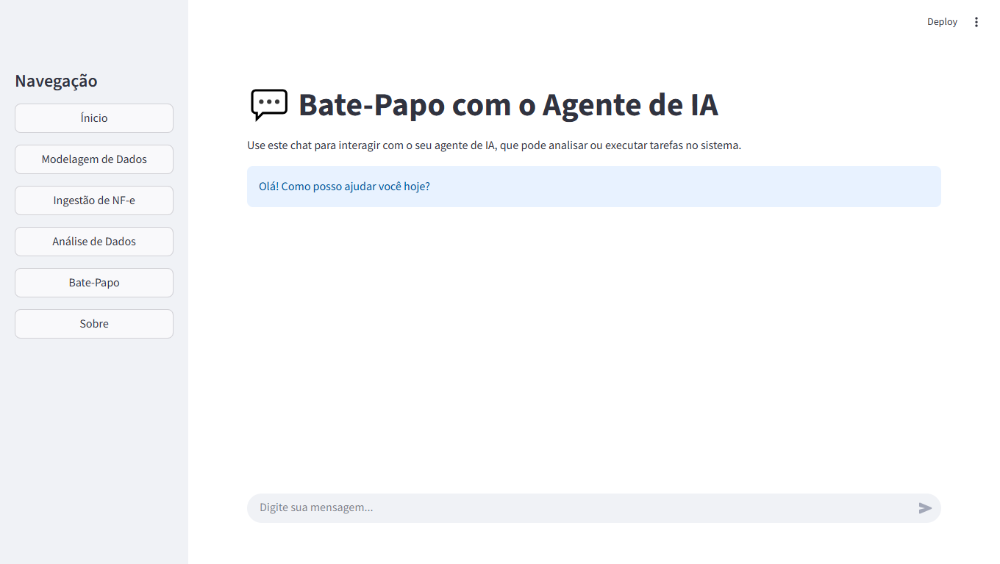 Deploy
Navegação
Ínicio
Modelagem de Dados
Ingestão de NF-e
Análise de Dados
Bate-Papo
Sobre
Bate-Papo com o Agente de IA
Use este chat para interagir com o seu agente de IA, que pode analisar ou executar tarefas no sistema.
Olá! Como posso ajudar você hoje?
Digite sua mensagem...